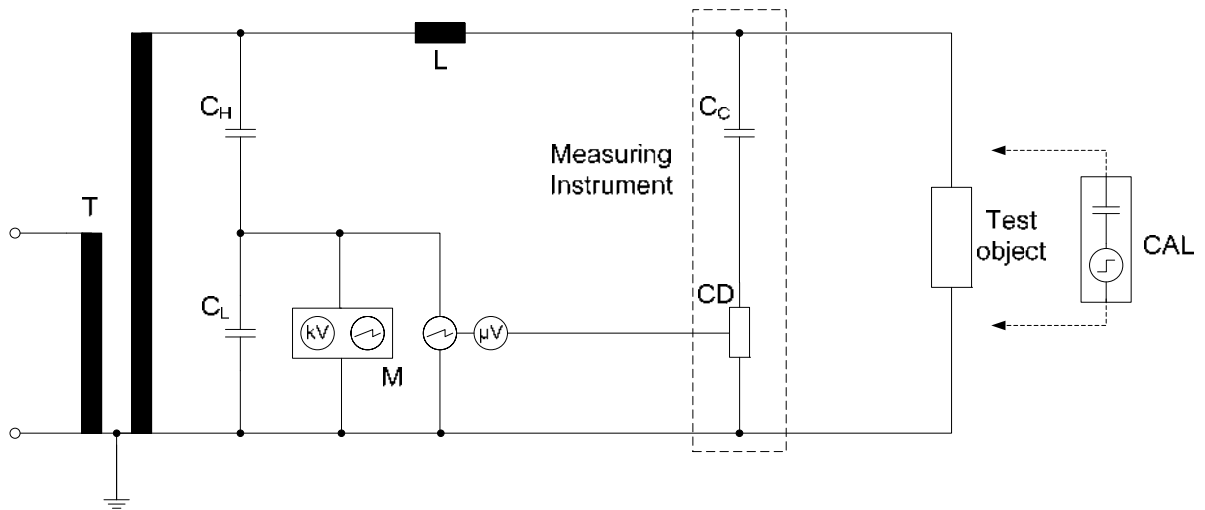 L
C_H
C_C
Measuring
Instrument
T
Test
object
CAL
C_L
CD
kV
µV
M